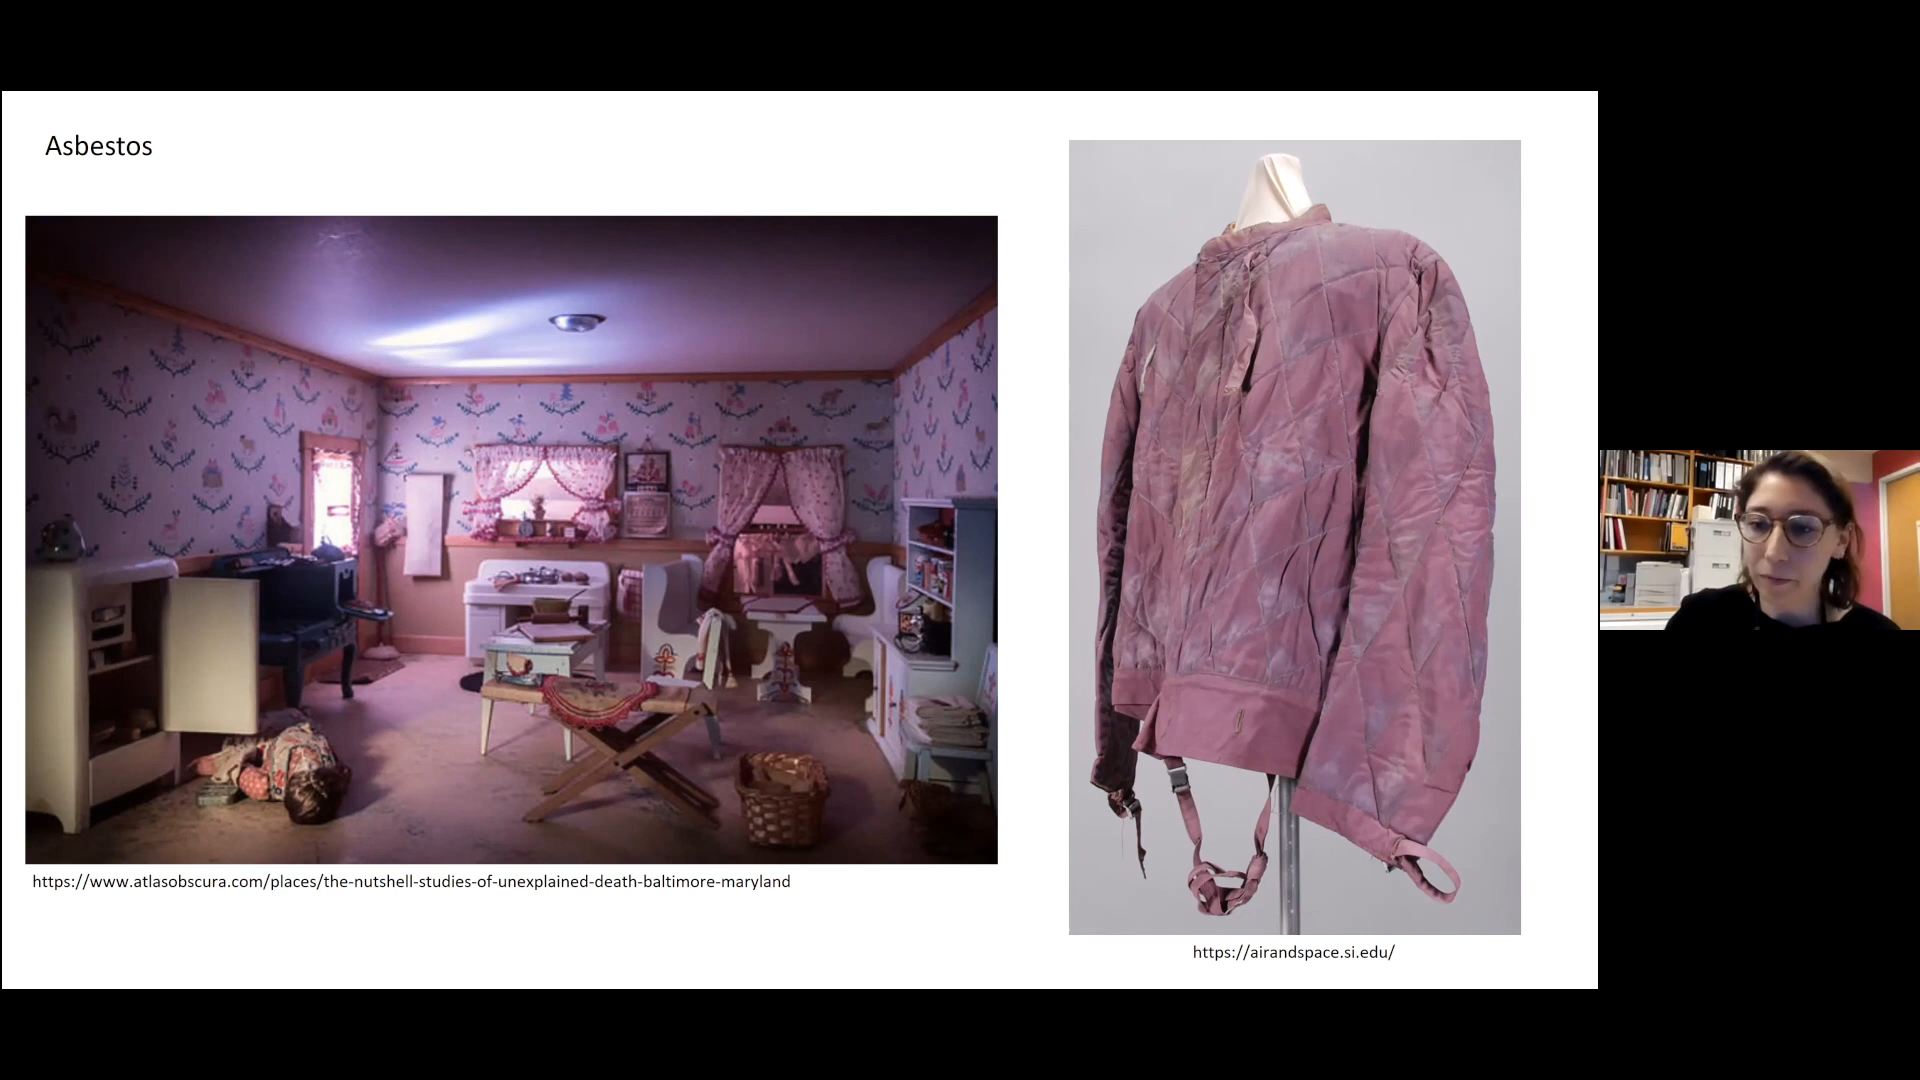 Asbestos
https://www.atlasobscura.com/places/the-nutshell-studies-of-unexplained-death-baltimore-maryland
https://airandspace.si.edu/